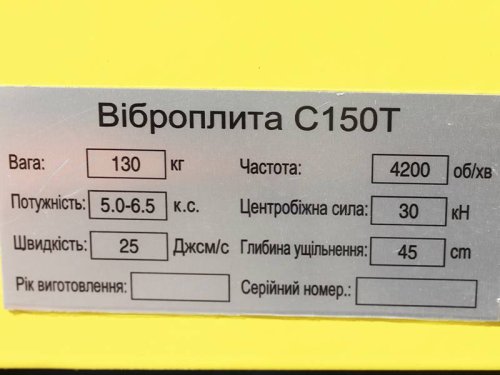 Віброплита С150Т
Вага: 130 кг Частота: 4200 об/хв
Потужність: 5.0-6.5 к.с. Центробіжна сила: 30 кН
Швидкість: 25 Джсм/с Глибина ущільнення: 45 cm
Рік виготовлення: Серійний номер.: